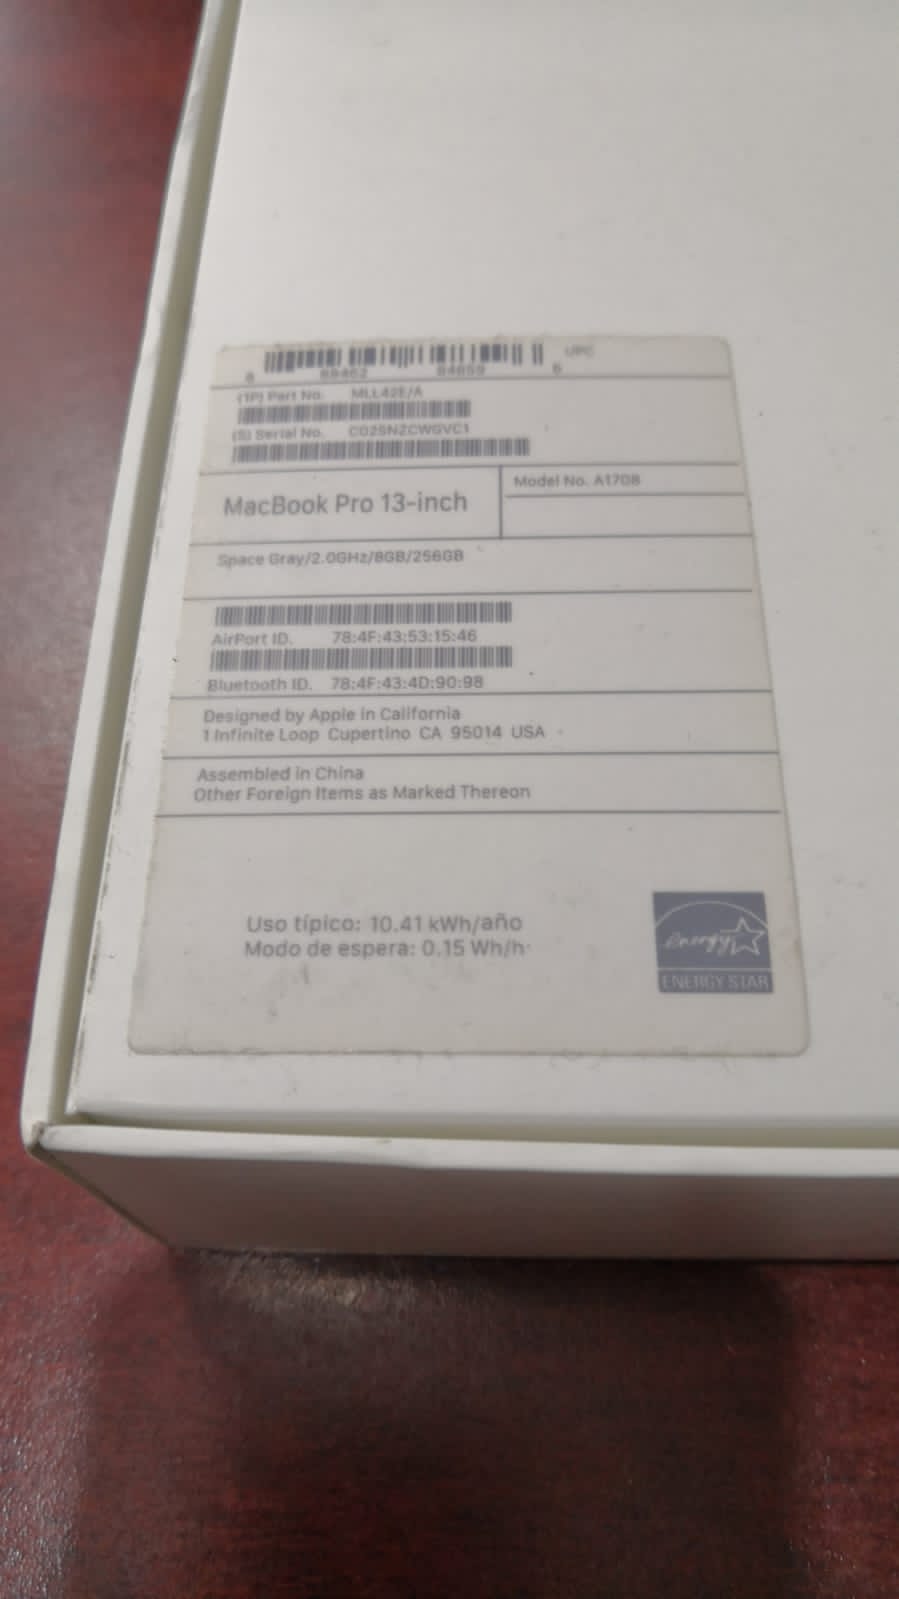 UPC
(1P) Part No. MLL42E/A
(S) Serial No.
MacBook Pro 13-inch
Model No. A1708
Space Gray/2.0GHz/8GB/256GB
AirPort ID. 78:4F:43:53:15:46
Bluetooth ID. 78:4F:43:4D:90:98
Designed by Apple in California
1 Infinite Loop Cupertino CA 95014 USA
Assembled in China
Other Foreign Items as Marked Thereon
Uso típico: 10.41 kWh/año
Modo de espera: 0.15 Wh/h
energy
ENERGY STAR